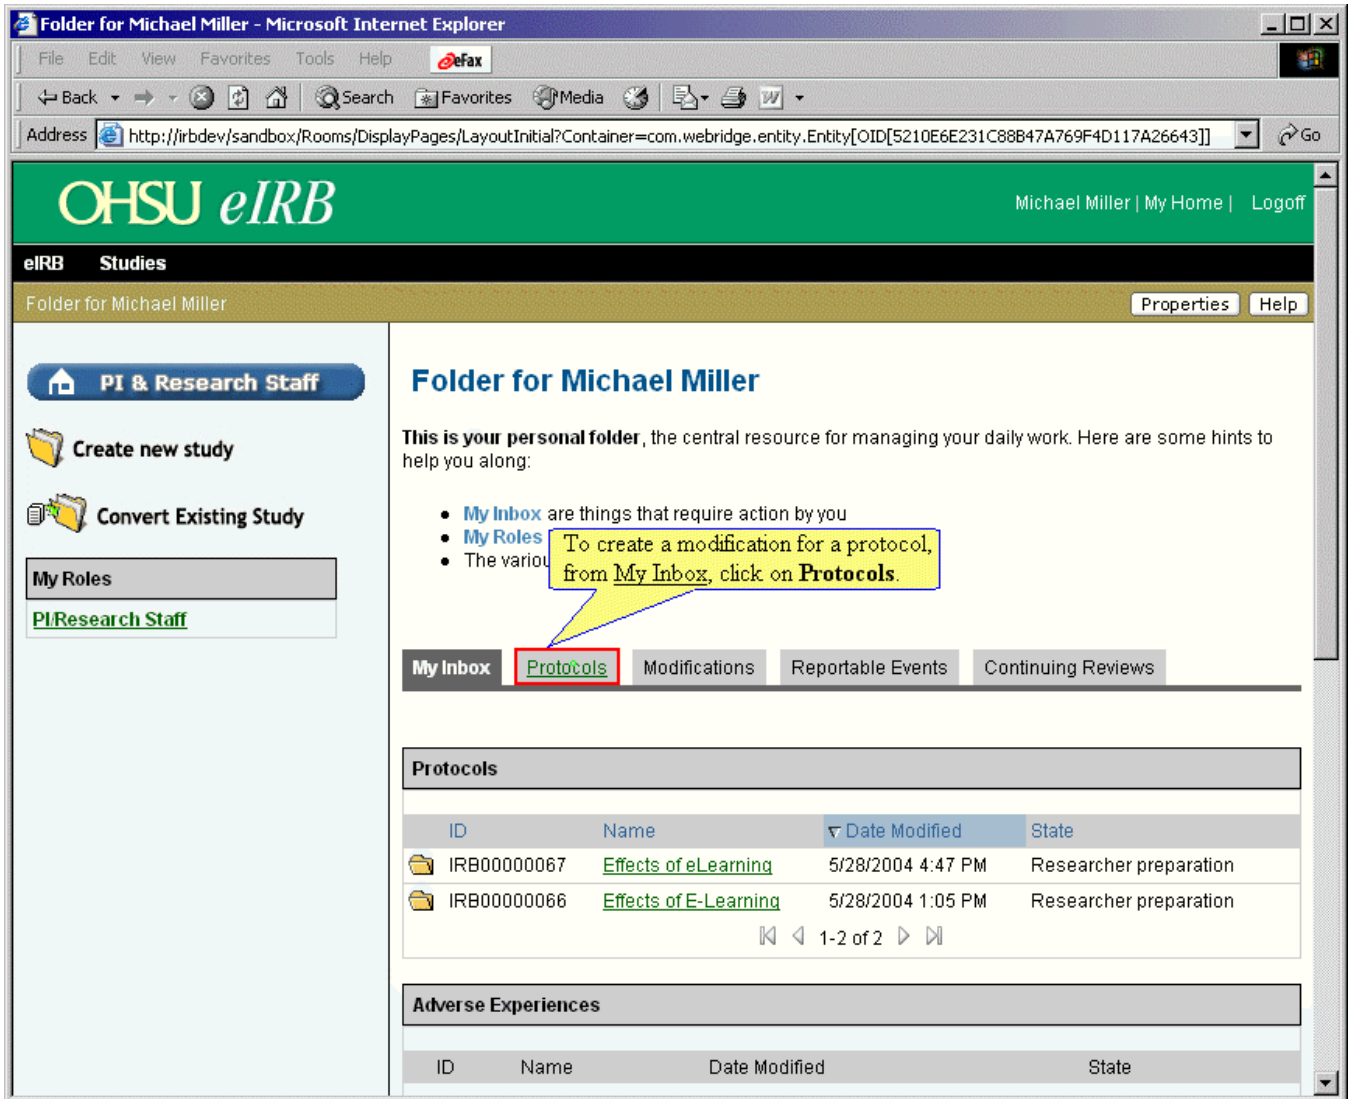 Folder for Michael Miller - Microsoft Internet Explorer
File Edit View Favorites Tools Help eFax
Back Search Favorites Media
Address http://irbdev/sandbox/Rooms/DisplayPages/LayoutInitial?Container=com.webridge.entity.Entity[OID[5210E6E231C88B47A769F4D117A26643]] Go
OHSU eIRB
Michael Miller | My Home | Logoff
eIRB Studies
Folder for Michael Miller Properties Help
PI & Research Staff
Create new study
Convert Existing Study
My Roles
PI/Research Staff
Folder for Michael Miller
This is your personal folder, the central resource for managing your daily work. Here are some hints to
help you along:
My Inbox are things that require action by you
My Roles
The
To create a modification for a protocol,
from My Inbox, click on Protocols.
My Inbox Protocols Modifications Reportable Events Continuing Reviews
Protocols
ID Name Date Modified State
IRB00000067 Effects of eLearning 5/28/2004 4:47 PM Researcher preparation
IRB00000066 Effects of E-Learning 5/28/2004 1:05 PM Researcher preparation
1-2 of 2
Adverse Experiences
ID Name Date Modified State